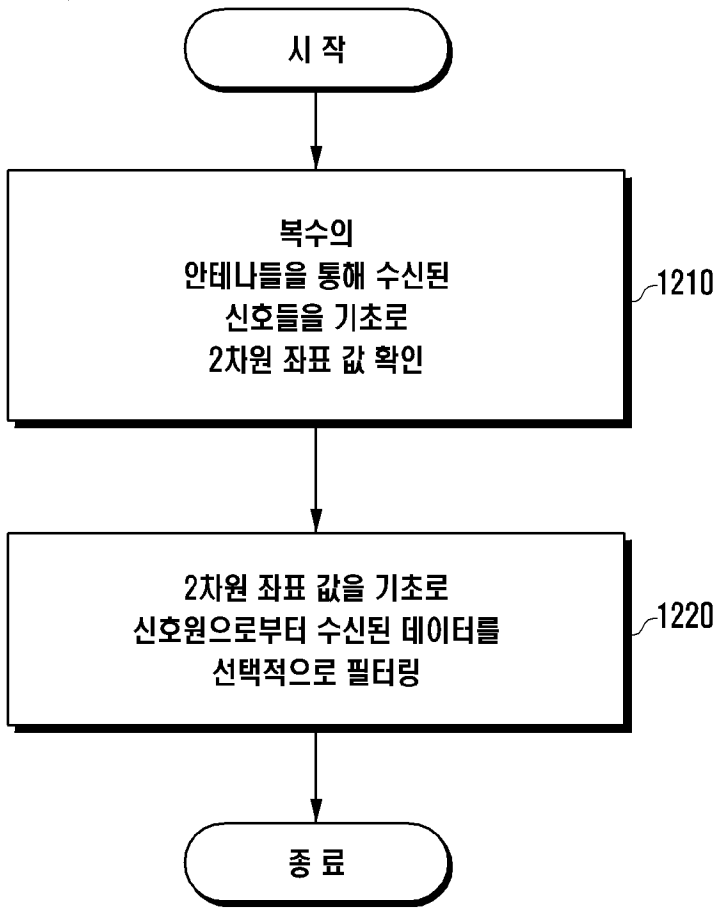 시 작
복수의
안테나들을 통해 수신된
신호들을 기초로
2차원 좌표 값 확인
1210
2차원 좌표 값을 기초로
신호원으로부터 수신된 데이터를
선택적으로 필터링
1220
종 료